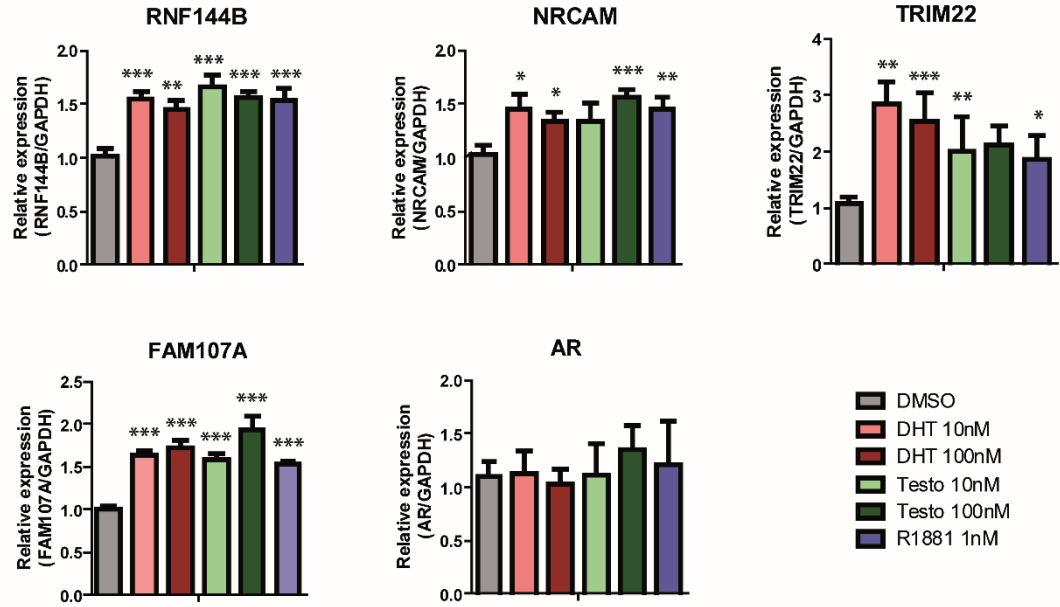 RNF144B
NRCAM
TRIM22
Relative expression
(RNF144B/GAPDH)
2.0
1.5
1.0
0.5
0.0
***
**
***
***
***
Relative expression
(NRCAM/GAPDH)
2.0
1.5
1.0
0.5
0.0
*
*
***
**
Relative expression
(TRIM22/GAPDH)
4
3
2
1
0
**
***
**
*
FAM107A
AR
Relative expression
(FAM107A/GAPDH)
2.5
2.0
1.5
1.0
0.5
0.0
***
***
***
***
***
Relative expression
(AR/GAPDH)
2.0
1.5
1.0
0.5
0.0
DMSO
DHT 10nM
DHT 100nM
Testo 10nM
Testo 100nM
R1881 1nM